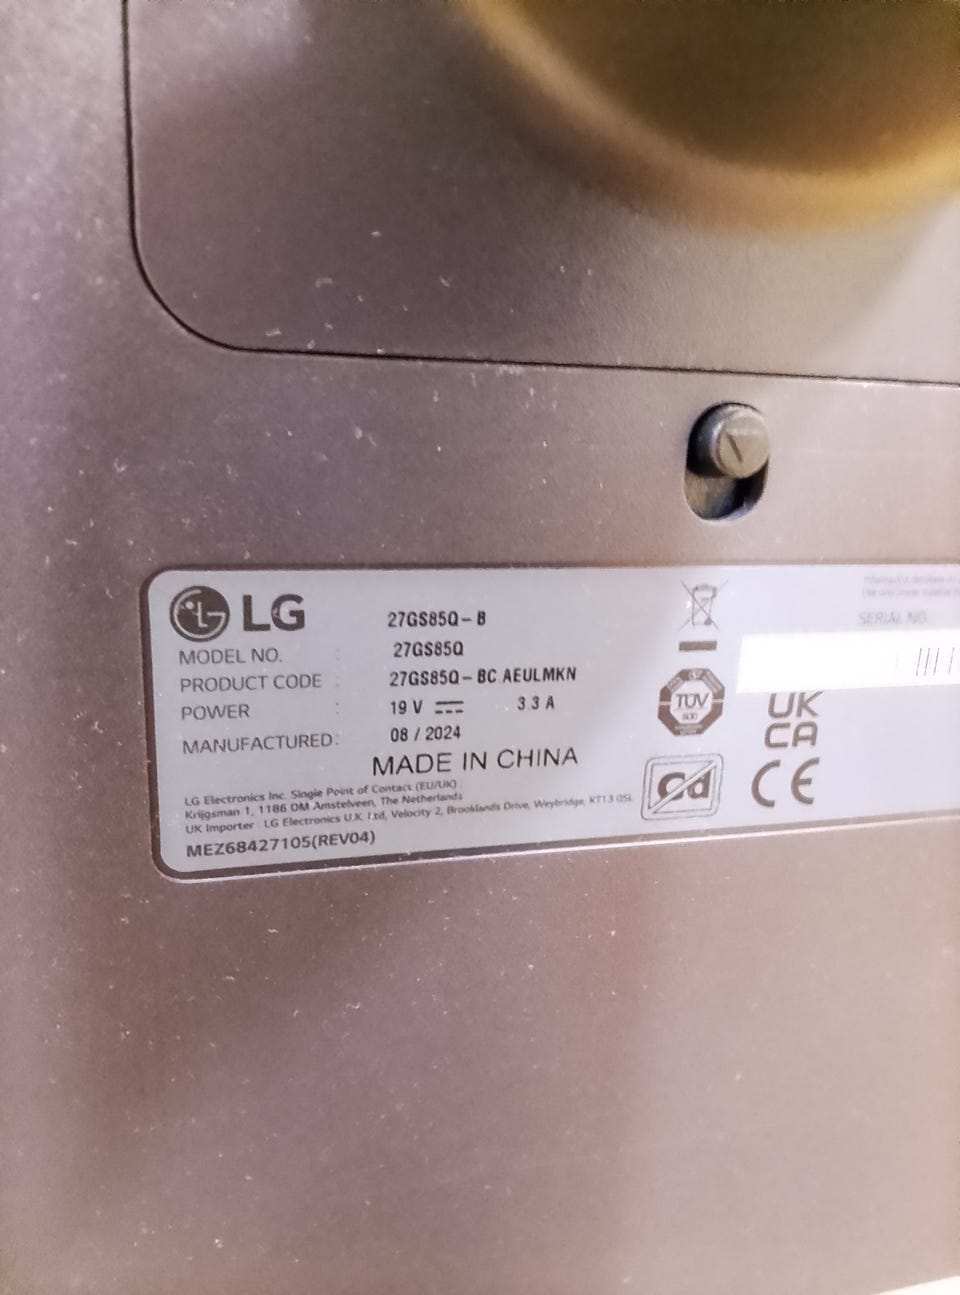 LG
27GS85Q-B
MODEL NO. : 27GS85Q
PRODUCT CODE : 27GS85Q-BC.AEULMKN
POWER : 19 V 3.3 A
MANUFACTURED: 08 / 2024
MADE IN CHINA
LG Electronics Inc. Single Point of Contact (EU/UK) :
Krijgsman 1, 1186 DM Amstelveen, The Netherlands
UK Importer : LG Electronics U.K. Ltd, Velocity 2, Brooklands Drive, Weybridge, KT13 0SL
MEZ68427105(REV04)
TÜV
SÜD
Cd
SERIAL NO.
UK
CA
CE